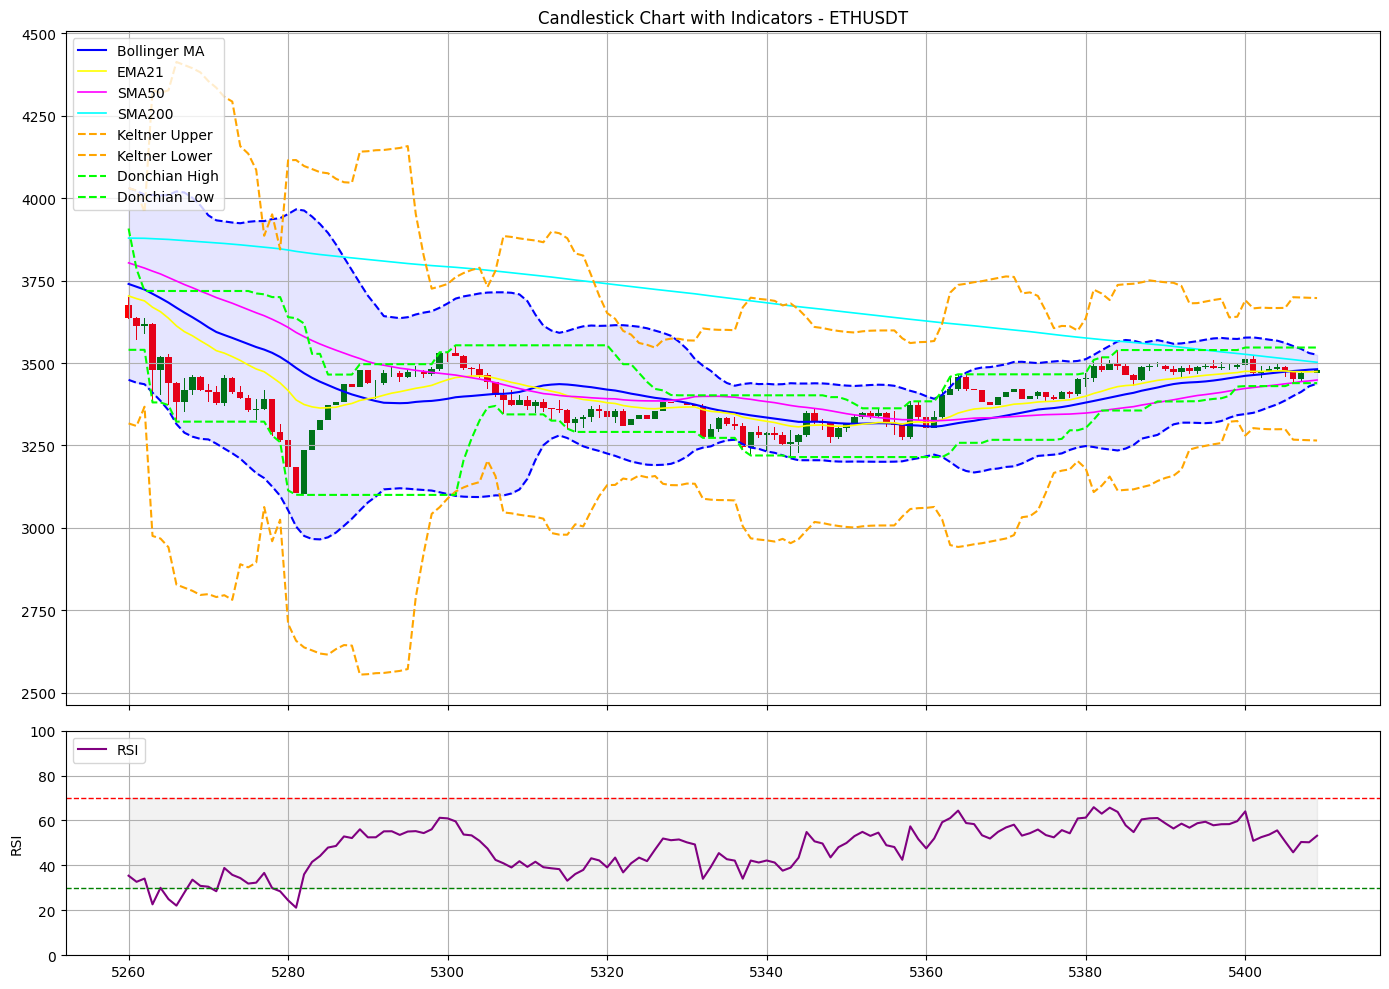 Candlestick Chart with Indicators - ETHUSDT
4500
4250
4000
3750
3500
3250
3000
2750
2500
Bollinger MA
EMA21
SMA50
SMA200
Keltner Upper
Keltner Lower
Donchian High
Donchian Low
100
80
60
40
20
0
RSI
RSI
5260
5280
5300
5320
5340
5360
5380
5400